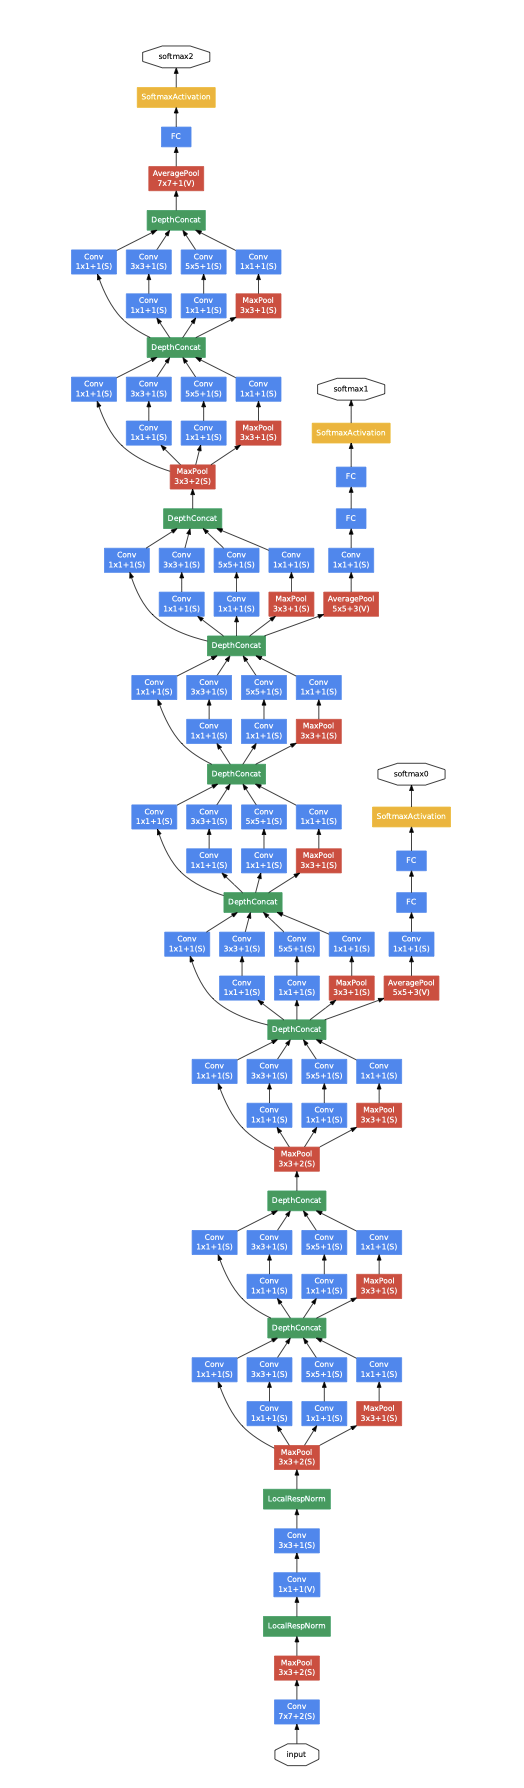 softmax2
SoftmaxActivation
FC
AveragePool
7x7+1(V)
DepthConcat
Conv Conv Conv Conv
1x1+1(S) 3x3+1(S) 5x5+1(S) 1x1+1(S)
Conv Conv MaxPool
1x1+1(S) 1x1+1(S) 3x3+1(S)
DepthConcat
Conv Conv Conv Conv
1x1+1(S) 3x3+1(S) 5x5+1(S) 1x1+1(S)
softmax1
Conv Conv MaxPool
1x1+1(S) 1x1+1(S) 3x3+1(S)
SoftmaxActivation
MaxPool
3x3+2(S)
FC
DepthConcat
FC
Conv Conv Conv Conv Conv
1x1+1(S) 3x3+1(S) 5x5+1(S) 1x1+1(S) 1x1+1(S)
Conv Conv MaxPool AveragePool
1x1+1(S) 1x1+1(S) 3x3+1(S) 5x5+3(V)
DepthConcat
Conv Conv Conv Conv
1x1+1(S) 3x3+1(S) 5x5+1(S) 1x1+1(S)
Conv Conv MaxPool
1x1+1(S) 1x1+1(S) 3x3+1(S)
DepthConcat
softmax0
Conv Conv Conv Conv
1x1+1(S) 3x3+1(S) 5x5+1(S) 1x1+1(S)
SoftmaxActivation
Conv Conv MaxPool
1x1+1(S) 1x1+1(S) 3x3+1(S)
FC
DepthConcat
FC
Conv Conv Conv Conv Conv
1x1+1(S) 3x3+1(S) 5x5+1(S) 1x1+1(S) 1x1+1(S)
Conv Conv MaxPool AveragePool
1x1+1(S) 1x1+1(S) 3x3+1(S) 5x5+3(V)
DepthConcat
Conv Conv Conv Conv
1x1+1(S) 3x3+1(S) 5x5+1(S) 1x1+1(S)
Conv Conv MaxPool
1x1+1(S) 1x1+1(S) 3x3+1(S)
MaxPool
3x3+2(S)
DepthConcat
Conv Conv Conv Conv
1x1+1(S) 3x3+1(S) 5x5+1(S) 1x1+1(S)
Conv Conv MaxPool
1x1+1(S) 1x1+1(S) 3x3+1(S)
DepthConcat
Conv Conv Conv Conv
1x1+1(S) 3x3+1(S) 5x5+1(S) 1x1+1(S)
Conv Conv MaxPool
1x1+1(S) 1x1+1(S) 3x3+1(S)
MaxPool
3x3+2(S)
LocalRespNorm
Conv
3x3+1(S)
Conv
1x1+1(V)
LocalRespNorm
MaxPool
3x3+2(S)
Conv
7x7+2(S)
input